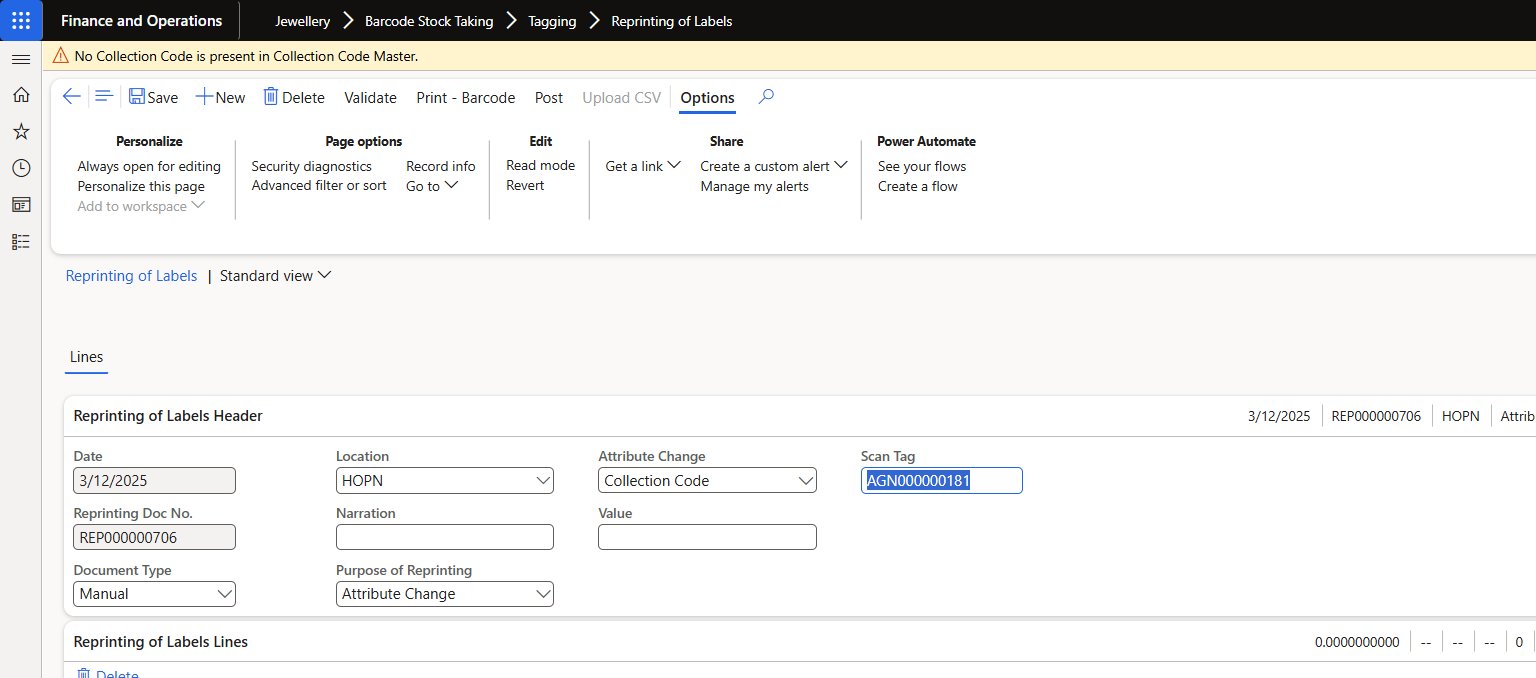 Finance and Operations Jewellery Barcode Stock Taking Tagging Reprinting of Labels
No Collection Code is present in Collection Code Master.
Save New Delete Validate Print - Barcode Post Upload CSV Options
Personalize Page options Edit Share Power Automate
Always open for editing Security diagnostics Record info Read mode Get a link Create a custom alert See your flows
Personalize this page Advanced filter or sort Go to Revert Manage my alerts Create a flow
Add to workspace
Reprinting of Labels | Standard view
Lines
Reprinting of Labels Header 3/12/2025 REP000000706 HOPN Attrib
Date Location Attribute Change Scan Tag
3/12/2025 HOPN Collection Code AGN000000181
Reprinting Doc No. Narration Value
REP000000706
Document Type Purpose of Reprinting
Manual Attribute Change
Reprinting of Labels Lines 0.0000000000 -- -- -- 0
Delete